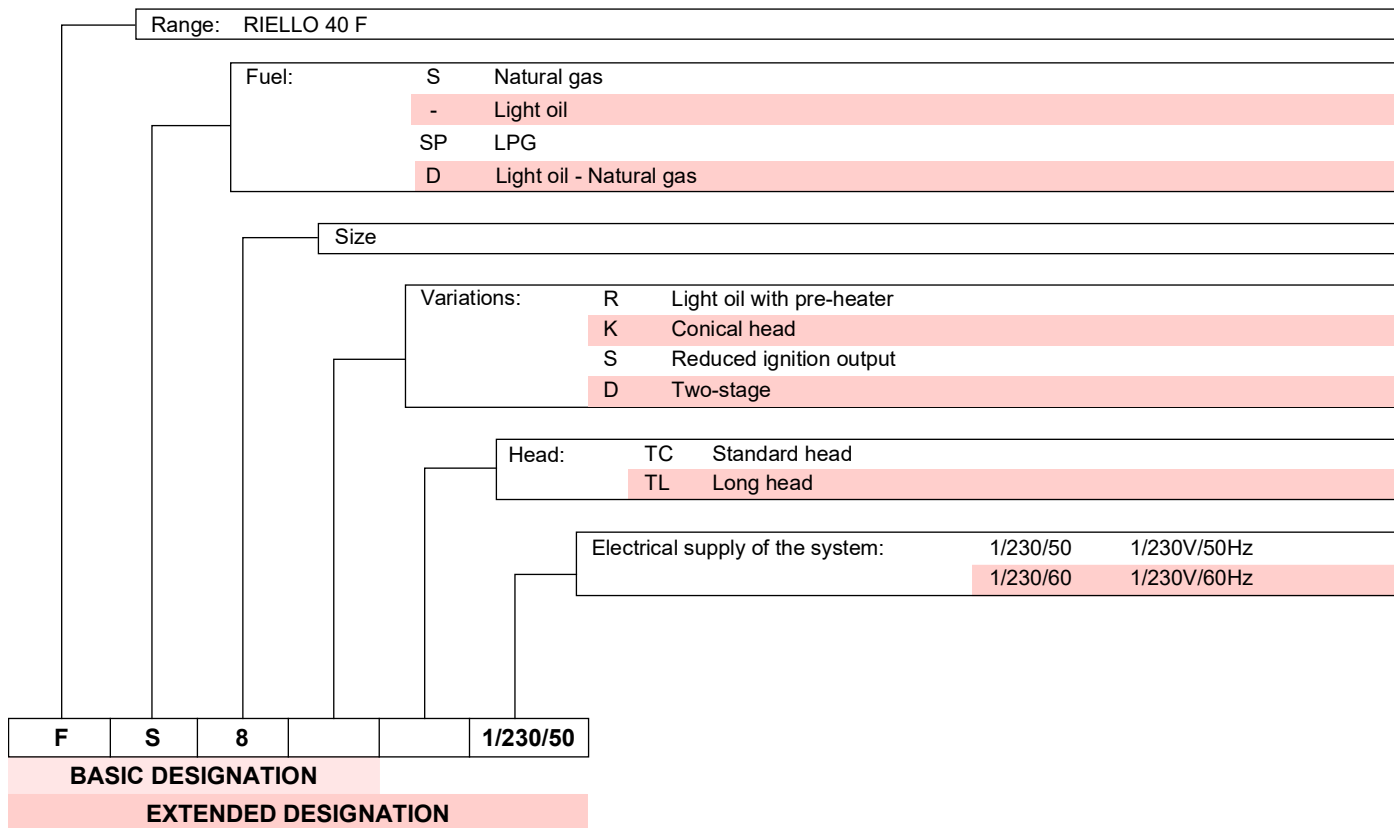 Range: RIELLO 40 F
Fuel: S Natural gas
- Light oil
SP LPG
D Light oil - Natural gas
Size
Variations: R Light oil with pre-heater
K Conical head
S Reduced ignition output
D Two-stage
Head: TC Standard head
TL Long head
Electrical supply of the system: 1/230/50 1/230V/50Hz
1/230/60 1/230V/60Hz
F S 8 1/230/50
BASIC DESIGNATION
EXTENDED DESIGNATION